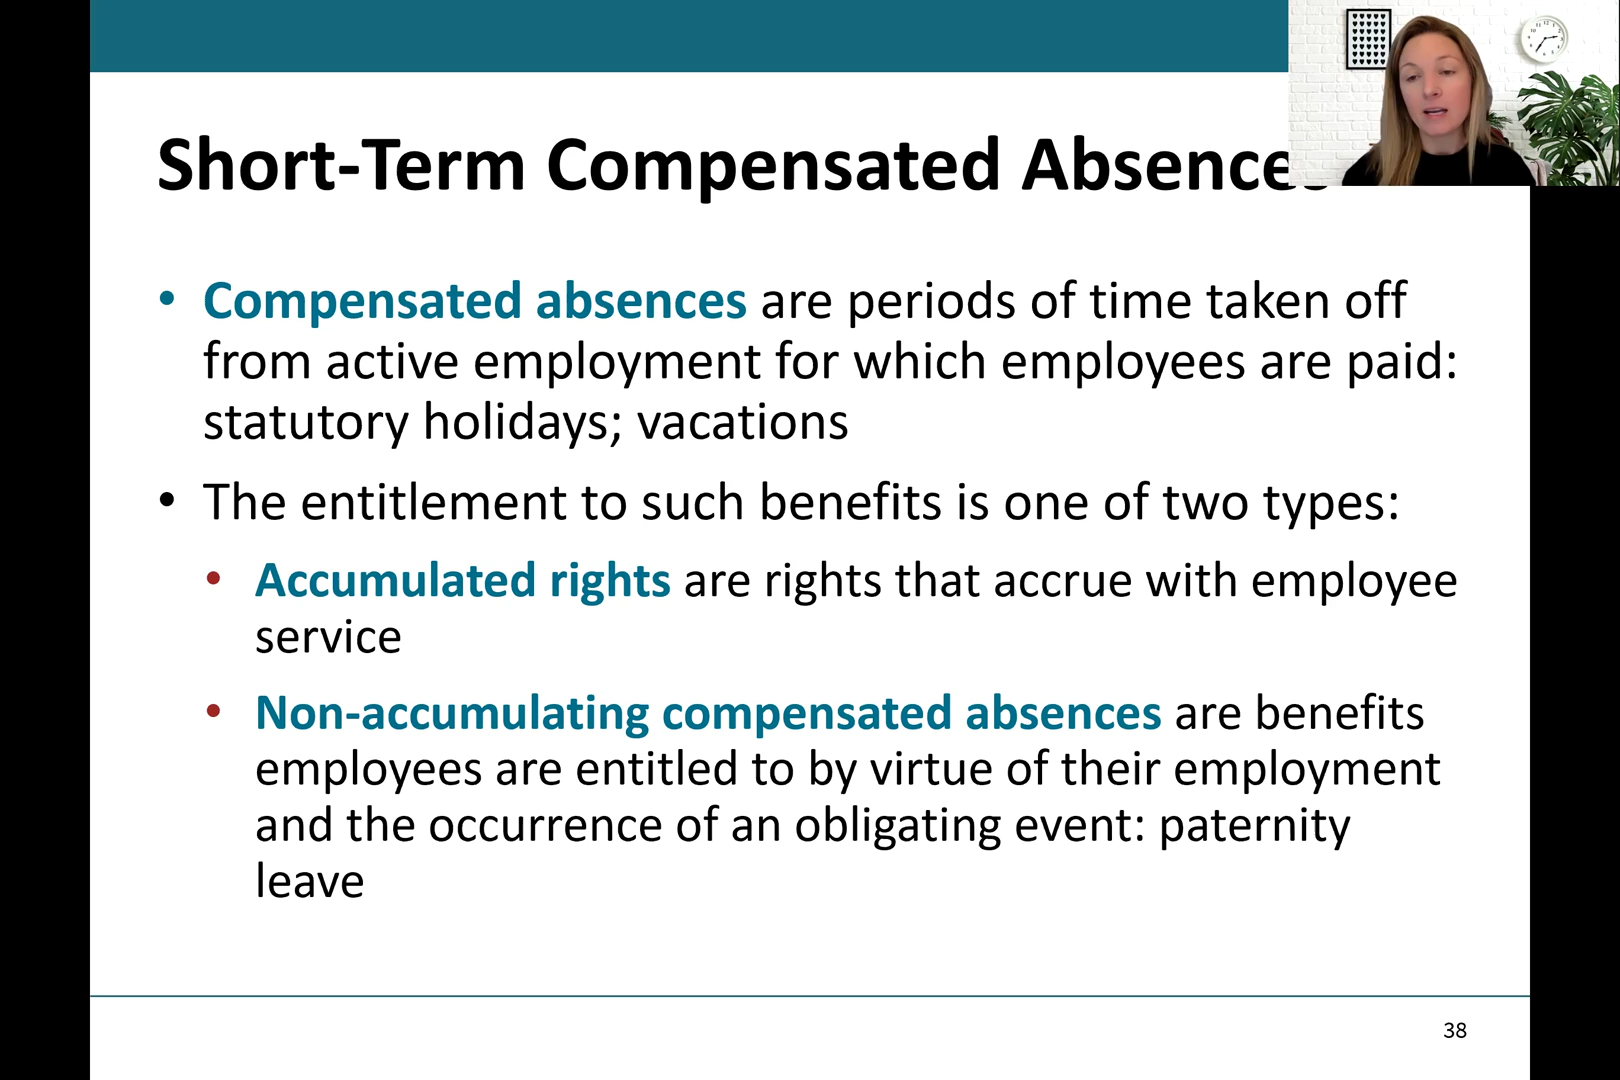 Short-Term Compensated Absences
• Compensated absences are periods of time taken off
from active employment for which employees are paid:
statutory holidays; vacations
• The entitlement to such benefits is one of two types:
• Accumulated rights are rights that accrue with employee
service
• Non-accumulating compensated absences are benefits
employees are entitled to by virtue of their employment
and the occurrence of an obligating event: paternity
leave
38